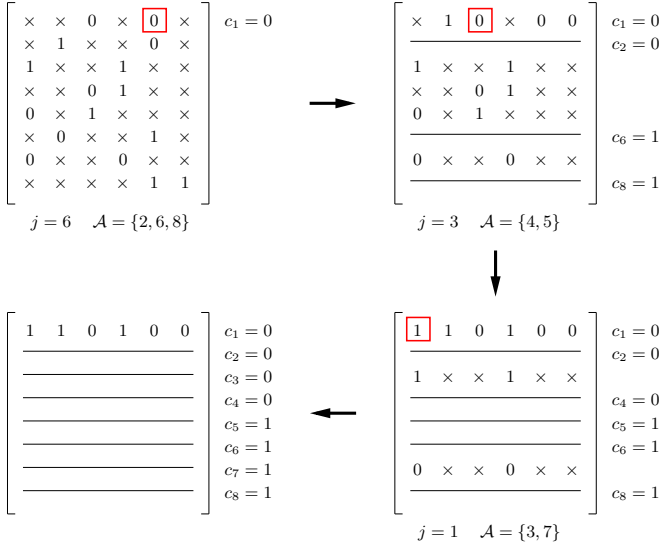 × × 0 × 0 × c₁ = 0
× 1 × × 0 ×
1 × × 1 × ×
× × 0 1 × ×
0 × 1 × × ×
× 0 × × 1 ×
0 × × 0 × ×
× × × × 1 1
j = 6 𝒜 = {2, 6, 8}
× 1 0 × 0 0 c₁ = 0
c₂ = 0
1 × × 1 × ×
× × 0 1 × ×
0 × 1 × × ×
c₆ = 1
0 × × 0 × ×
c₈ = 1
j = 3 𝒜 = {4, 5}
1 1 0 1 0 0 c₁ = 0
c₂ = 0
c₃ = 0
c₄ = 0
c₅ = 1
c₆ = 1
c₇ = 1
c₈ = 1
1 1 0 1 0 0 c₁ = 0
c₂ = 0
1 × × 1 × ×
c₄ = 0
c₅ = 1
c₆ = 1
0 × × 0 × ×
c₈ = 1
j = 1 𝒜 = {3, 7}